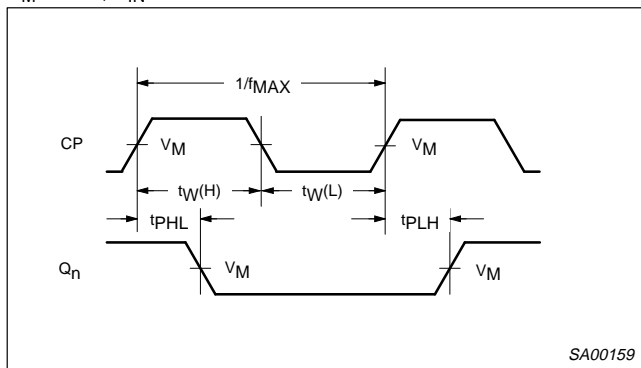 1/fMAX
CP
VM
VM
tW(H)
tW(L)
tPHL
tPLH
Qn
VM
VM
SA00159